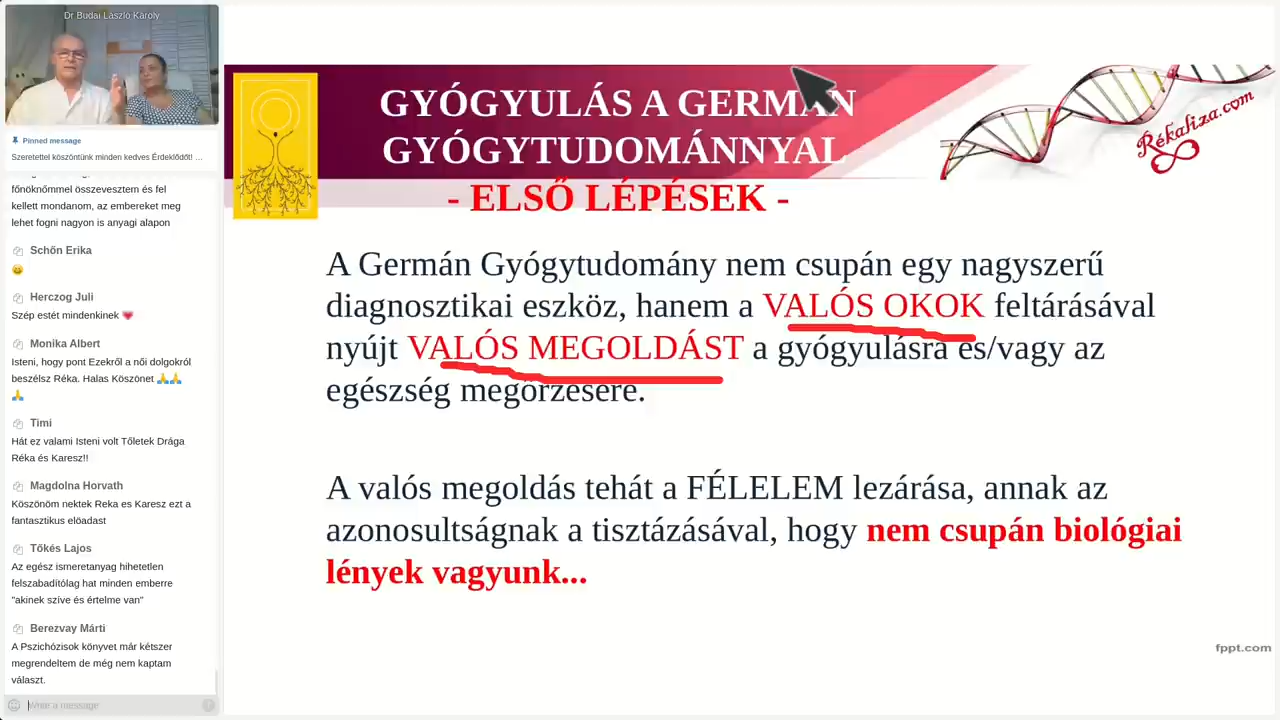 Dr Budai László Károly
Pinned message
Szeretettel köszöntünk minden kedves Érdeklődőt! ...
főnöknőmmel összevesztem és fel
kellett mondanom, az embereket meg
lehet fogni nagyon is anyagi alapon
Schőn Erika
Herczog Juli
Szép estét mindenkinek
Monika Albert
Isteni, hogy pont Ezekről a női dolgokról
beszélsz Réka. Halas Köszönet
Timi
Hát ez valami Isteni volt Tőletek Drága
Réka és Karesz!!
Magdolna Horvath
Köszönöm nektek Reka es Karesz ezt a
fantasztikus elöadast
Tőkés Lajos
Az egész ismeretanyag hihetetlen
felszabadítólag hat minden emberre
"akinek szíve és értelme van"
Berezvay Márti
A Pszichózisok könyvet már kétszer
megrendeltem de még nem kaptam
választ.
Write a message
GYÓGYULÁS A GERMÁN
GYÓGYTUDOMÁNNYAL
- ELSŐ LÉPÉSEK -
Rékaliza.com
A Germán Gyógytudomány nem csupán egy nagyszerű
diagnosztikai eszköz, hanem a VALÓS OKOK feltárásával
nyújt VALÓS MEGOLDÁST a gyógyulásra és/vagy az
egészség megőrzésére.
A valós megoldás tehát a FÉLELEM lezárása, annak az
azonosultságnak a tisztázásával, hogy nem csupán biológiai
lények vagyunk...
fppt.com